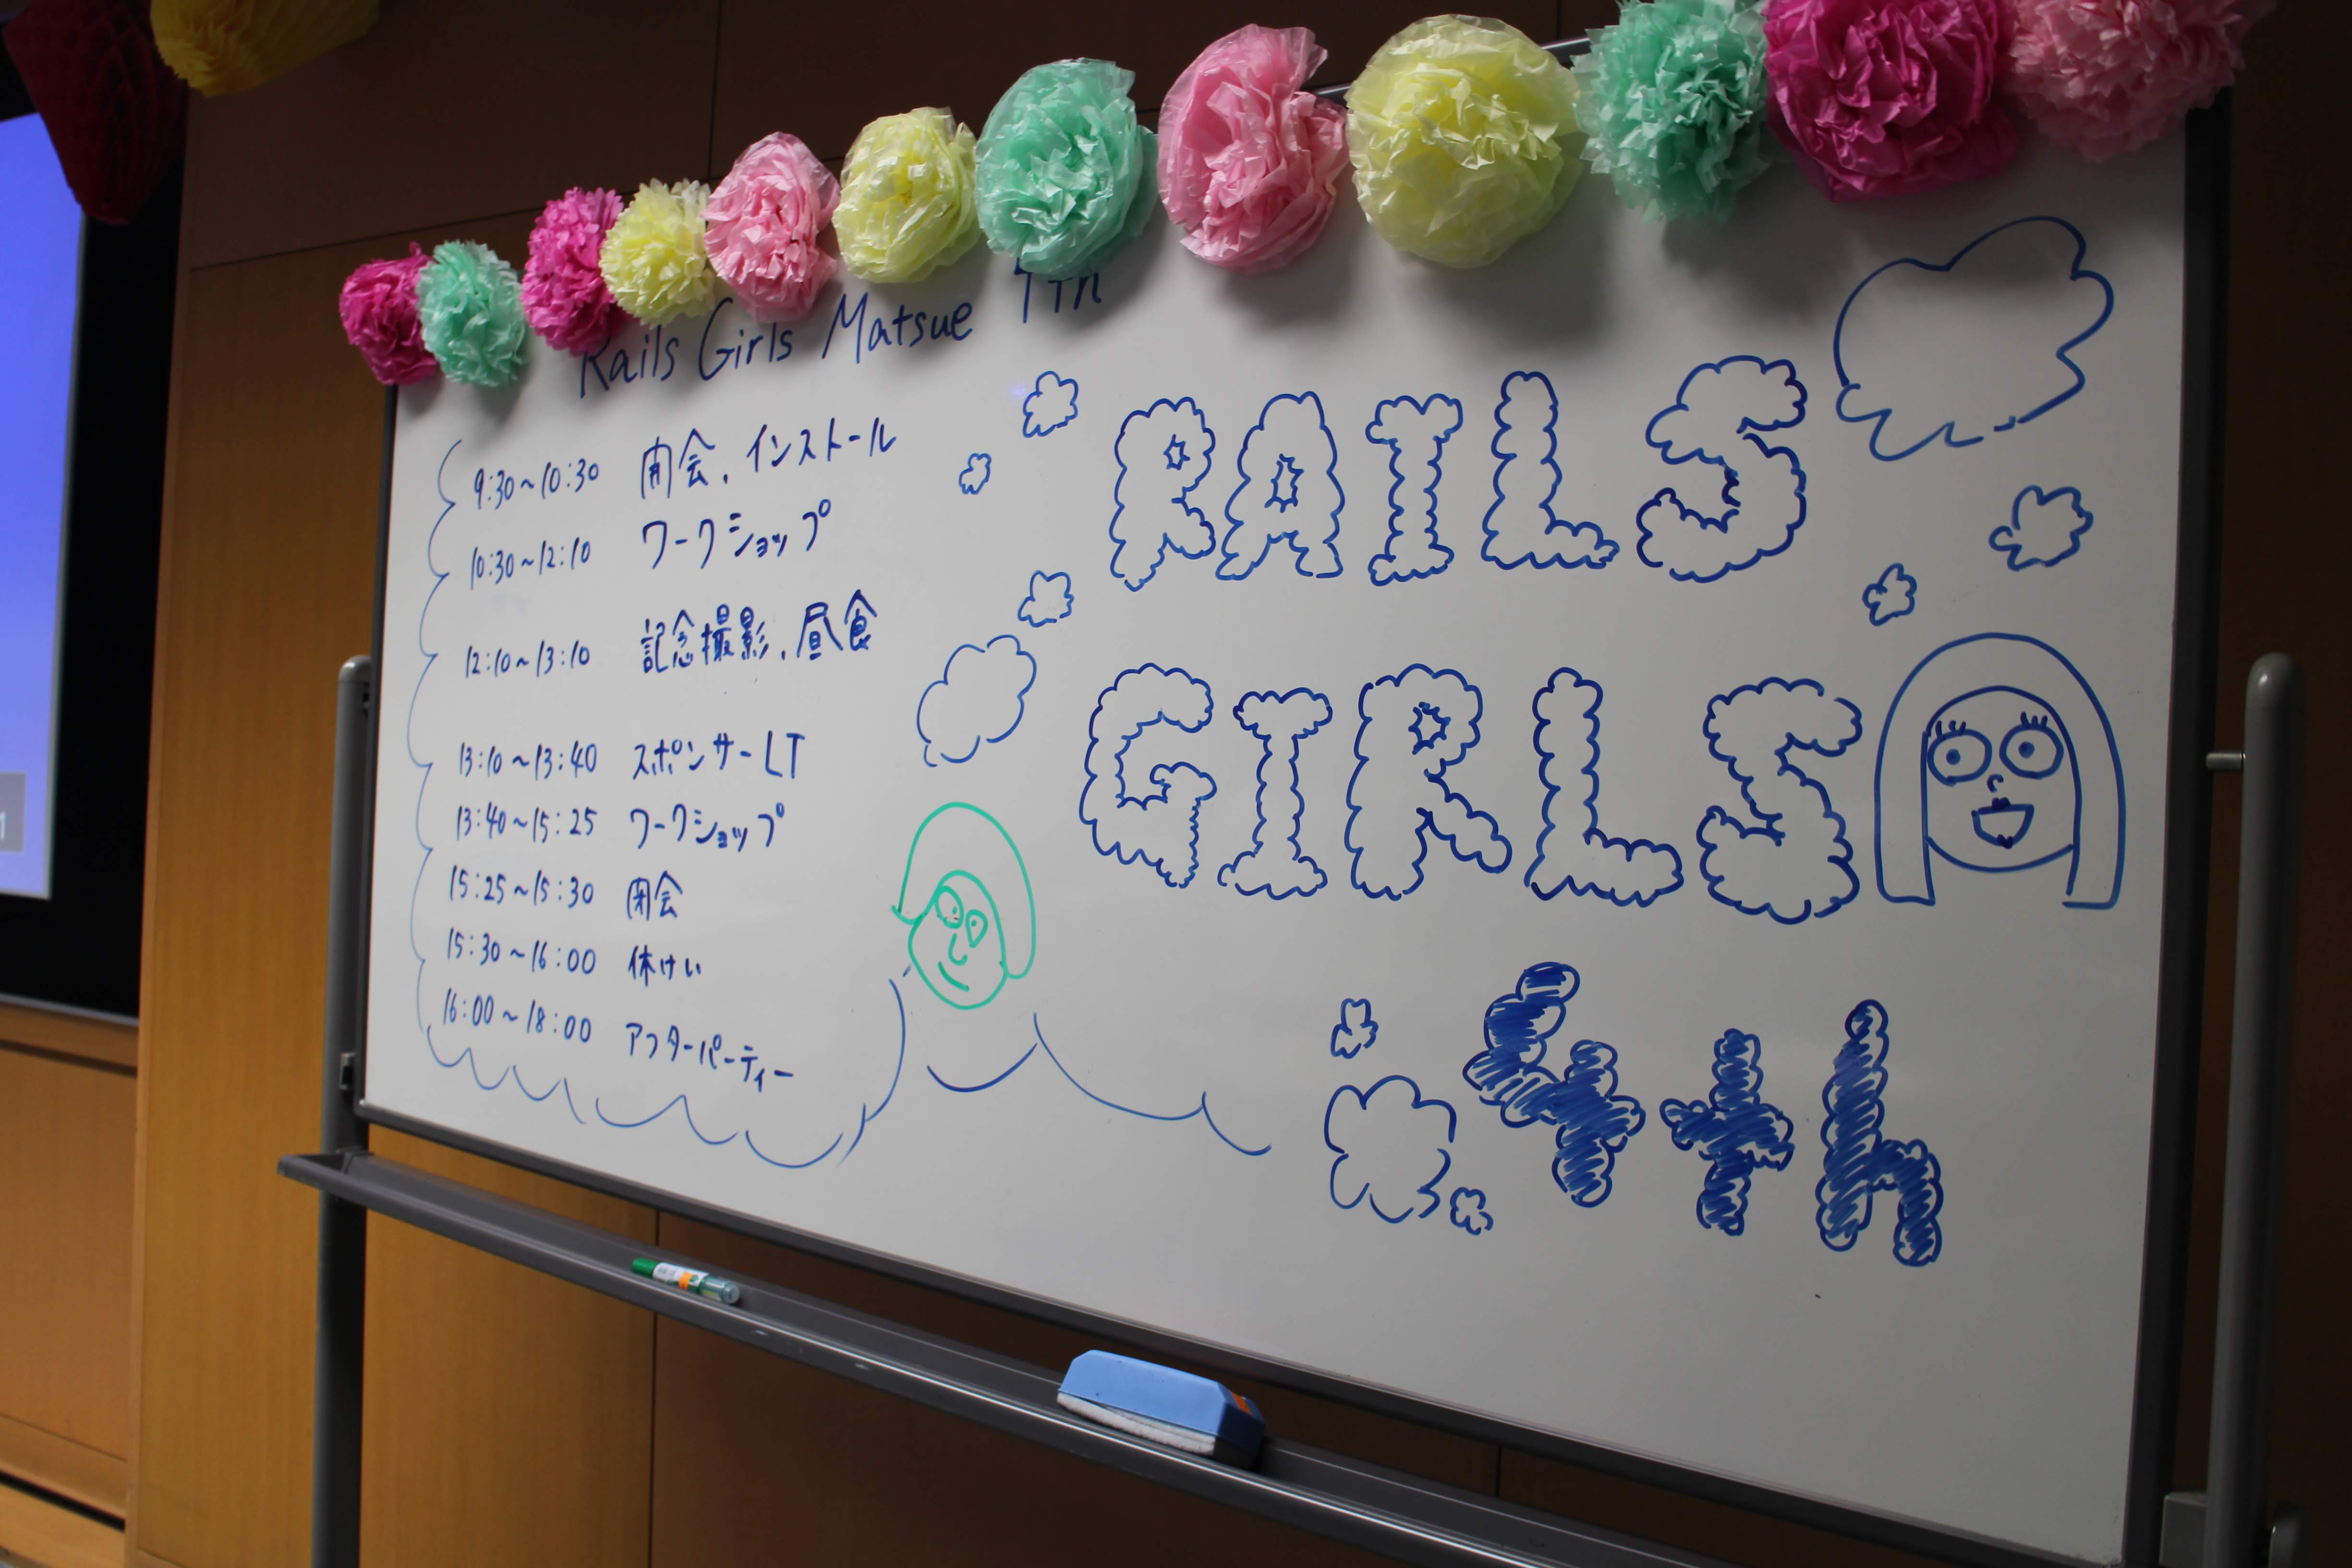 Rails Girls Matsue 4th
9:30~10:30 開会、インストール
10:30~12:10 ワークショップ
12:10~13:10 記念撮影、昼食
13:10~13:40 スポンサーLT
13:40~15:25 ワークショップ
15:25~15:30 閉会
15:30~16:00 休けい
16:00~18:00 アフターパーティー
RAILS
GIRLS
4th